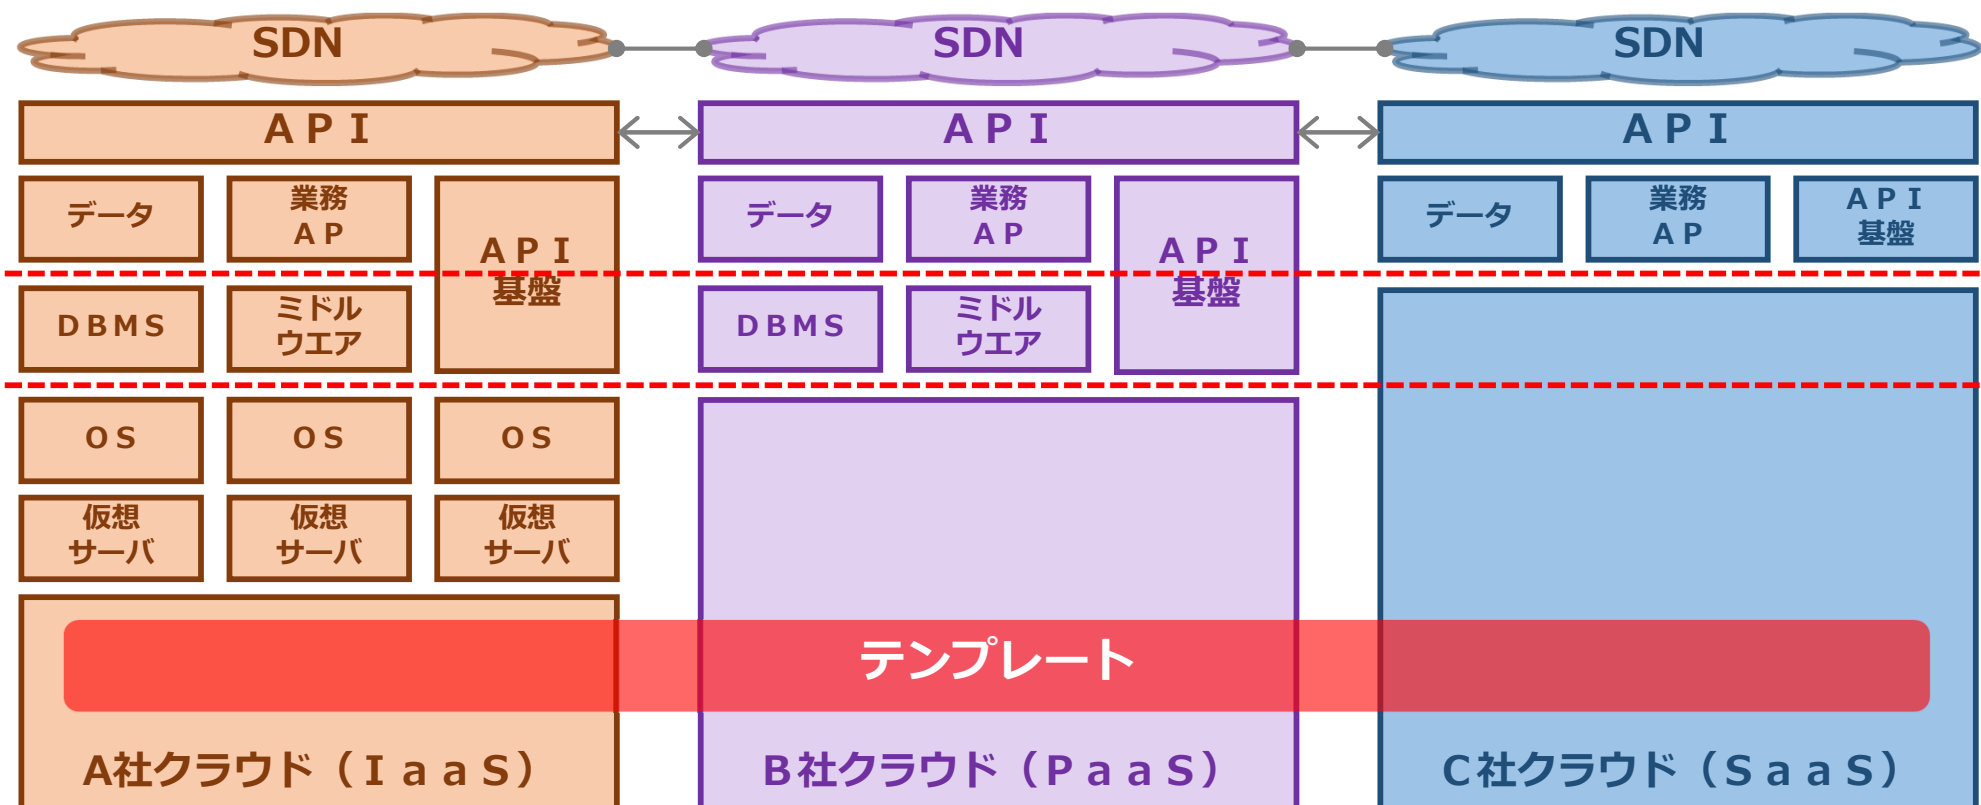 SDN
SDN
SDN
ＡＰＩ
ＡＰＩ
ＡＰＩ
データ
業務
ＡＰ
ＡＰＩ
基盤
データ
業務
ＡＰ
ＡＰＩ
基盤
データ
業務
ＡＰ
ＡＰＩ
基盤
ＤＢＭＳ
ミドル
ウエア
ＤＢＭＳ
ミドル
ウエア
ＯＳ
ＯＳ
ＯＳ
仮想
サーバ
仮想
サーバ
仮想
サーバ
テンプレート
A社クラウド（ＩａａＳ）
Ｂ社クラウド（ＰａａＳ）
Ｃ社クラウド（ＳａａＳ）